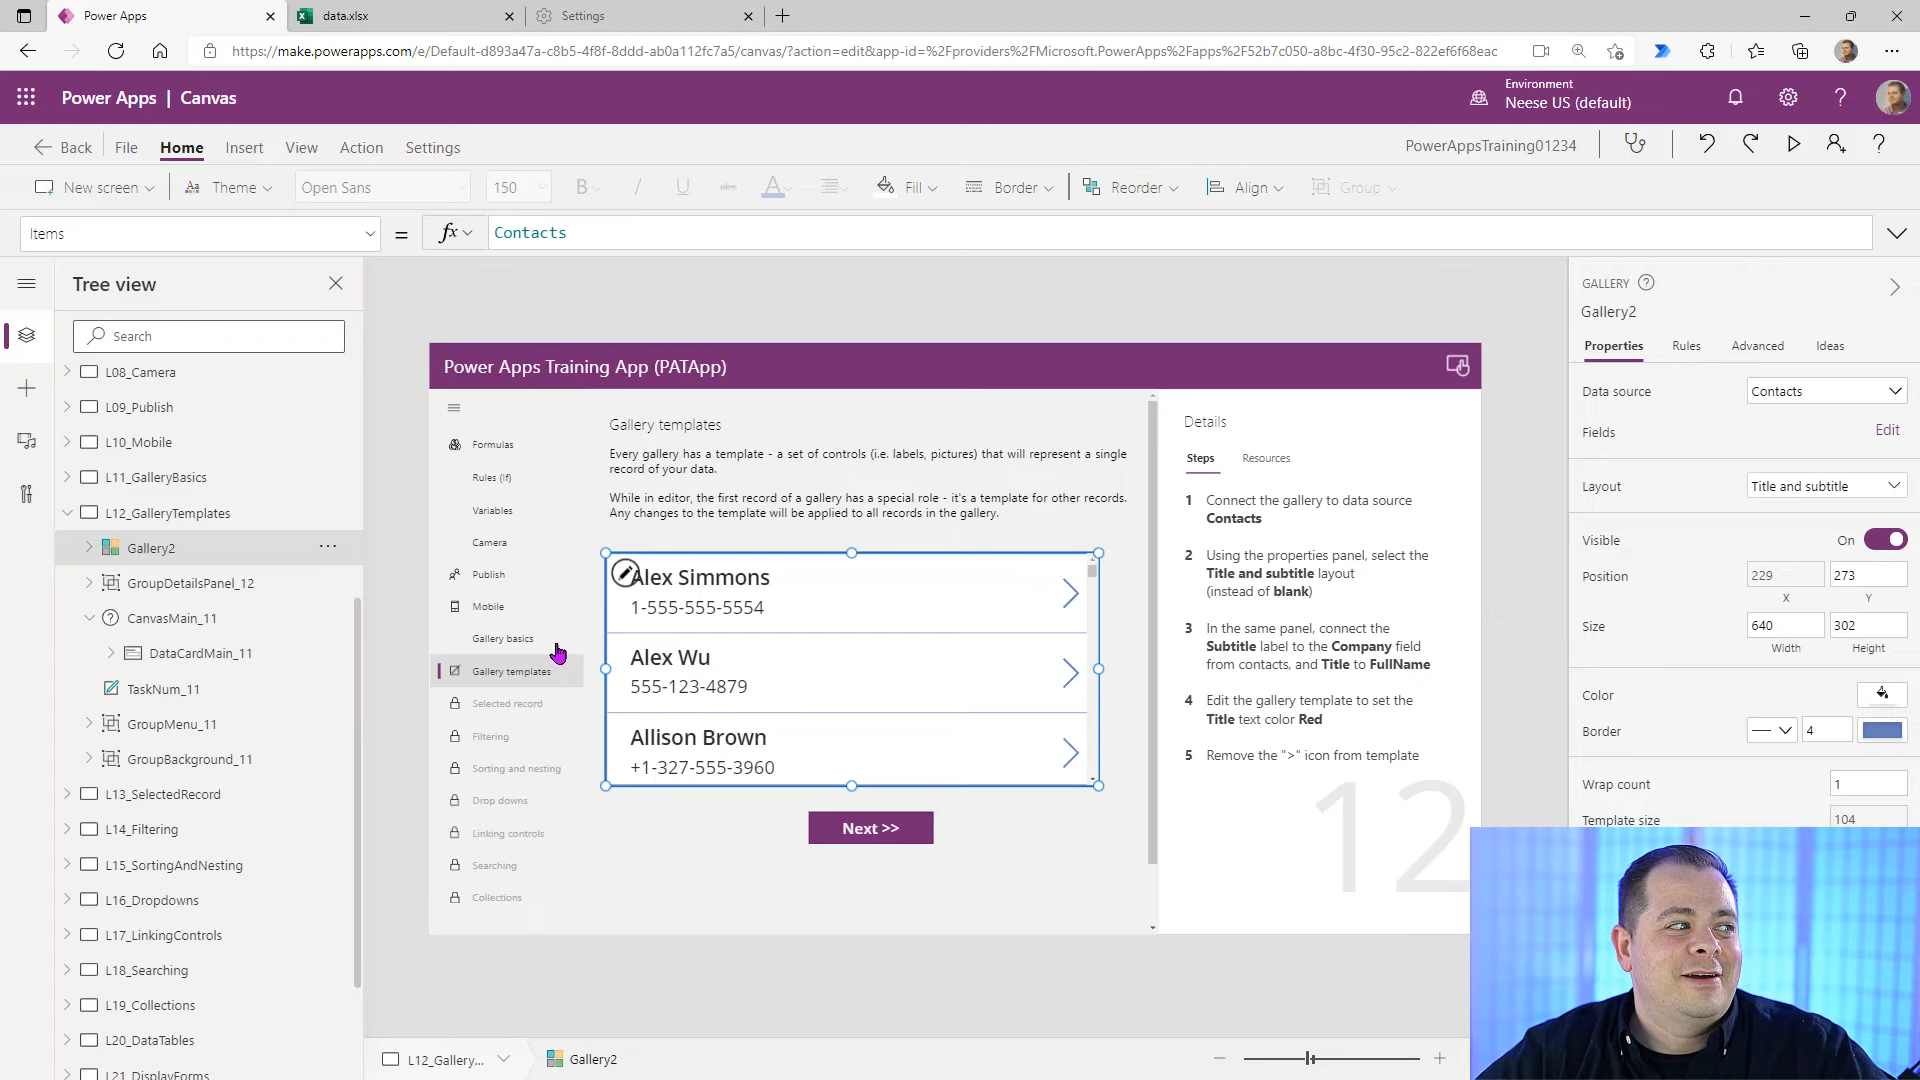 Power Apps
data.xlsx
Settings
https://make.powerapps.com/e/Default-d893a47a-c8b5-4f8f-8ddd-ab0a112fc7a5/canvas/?action=edit&app-id=%2Fproviders%2FMicrosoft.PowerApps%2Fapps%2F52b7c050-a8bc-4f30-95c2-822ef6f68eac
Power Apps | Canvas
Environment
Neese US (default)
Back
File
Home
Insert
View
Action
Settings
PowerAppsTraining01234
New screen
Theme
Open Sans
150
B
I
U
abc
A
Fill
Border
Reorder
Align
Group
Items
=
fx
Contacts
Tree view
Search
L08_Camera
L09_Publish
L10_Mobile
L11_GalleryBasics
L12_GalleryTemplates
Gallery2
GroupDetailsPanel_12
CanvasMain_11
DataCardMain_11
TaskNum_11
GroupMenu_11
GroupBackground_11
L13_SelectedRecord
L14_Filtering
L15_SortingAndNesting
L16_Dropdowns
L17_LinkingControls
L18_Searching
L19_Collections
L20_DataTables
L21_DisplayForms
Power Apps Training App (PATApp)
Formulas
Rules (If)
Variables
Camera
Publish
Mobile
Gallery basics
Gallery templates
Selected record
Filtering
Sorting and nesting
Drop downs
Linking controls
Searching
Collections
Gallery templates
Every gallery has a template - a set of controls (i.e. labels, pictures) that will represent a single
record of your data.
While in editor, the first record of a gallery has a special role - it's a template for other records.
Any changes to the template will be applied to all records in the gallery.
Alex Simmons
1-555-555-5554
Alex Wu
555-123-4879
Allison Brown
+1-327-555-3960
Next >>
Details
Steps
Resources
1 Connect the gallery to data source
Contacts
2 Using the properties panel, select the
Title and subtitle layout
(instead of blank)
3 In the same panel, connect the
Subtitle label to the Company field
from contacts, and Title to FullName
4 Edit the gallery template to set the
Title text color Red
5 Remove the ">" icon from template
12
GALLERY
Gallery2
Properties
Rules
Advanced
Ideas
Data source
Contacts
Fields
Edit
Layout
Title and subtitle
Visible
On
Position
229
273
X
Y
Size
640
302
Width
Height
Color
Border
4
Wrap count
1
Template size
104
L12_Gallery...
Gallery2